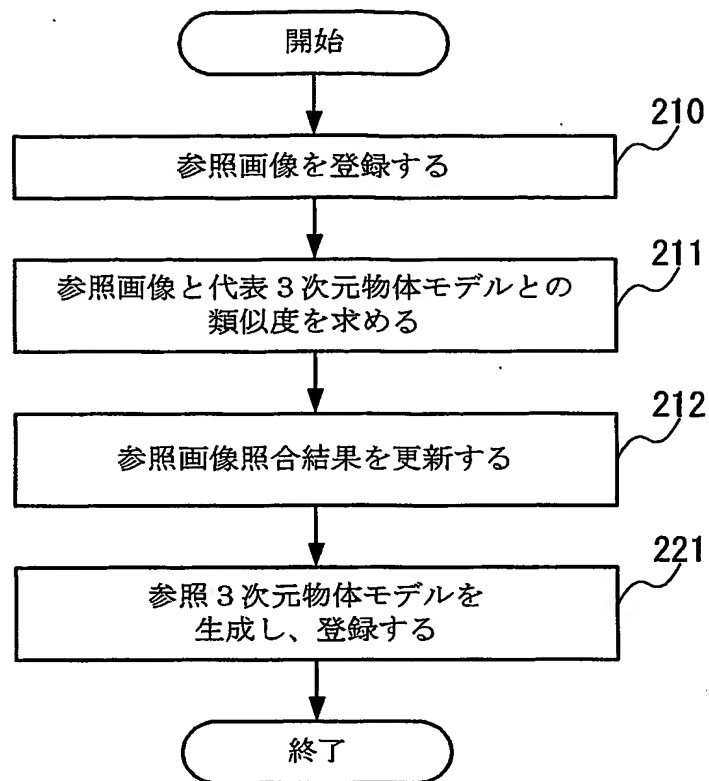 開始
210
参照画像を登録する
211
参照画像と代表３次元物体モデルとの
類似度を求める
212
参照画像照合結果を更新する
221
参照３次元物体モデルを
生成し、登録する
終了